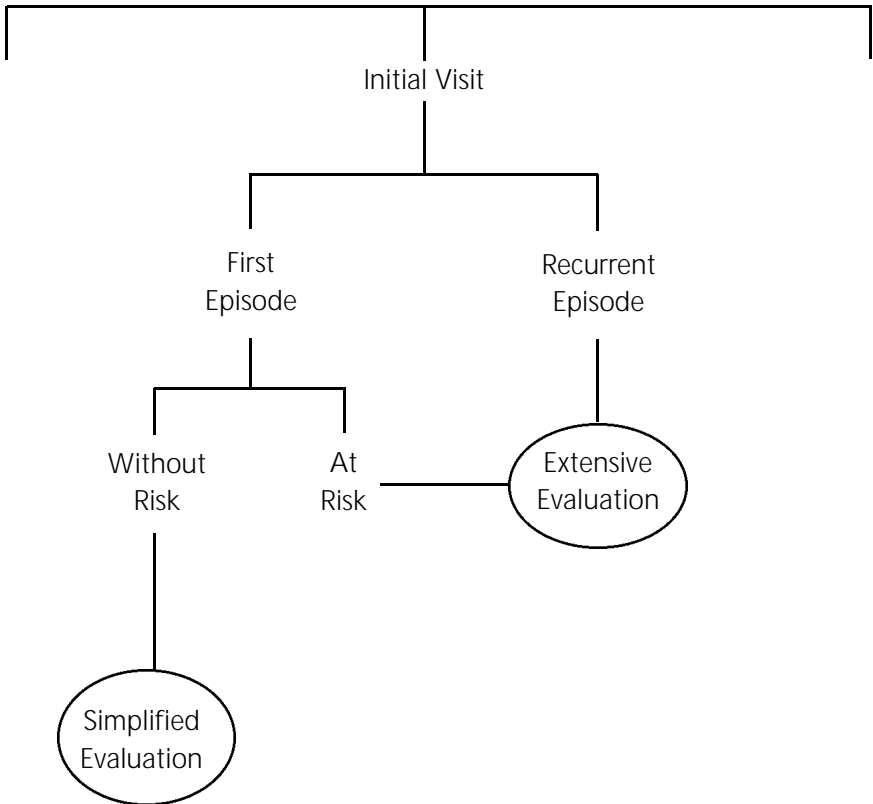 Initial Visit
First
Episode
Recurrent
Episode
Without
Risk
At
Risk
Extensive
Evaluation
Simplified
Evaluation